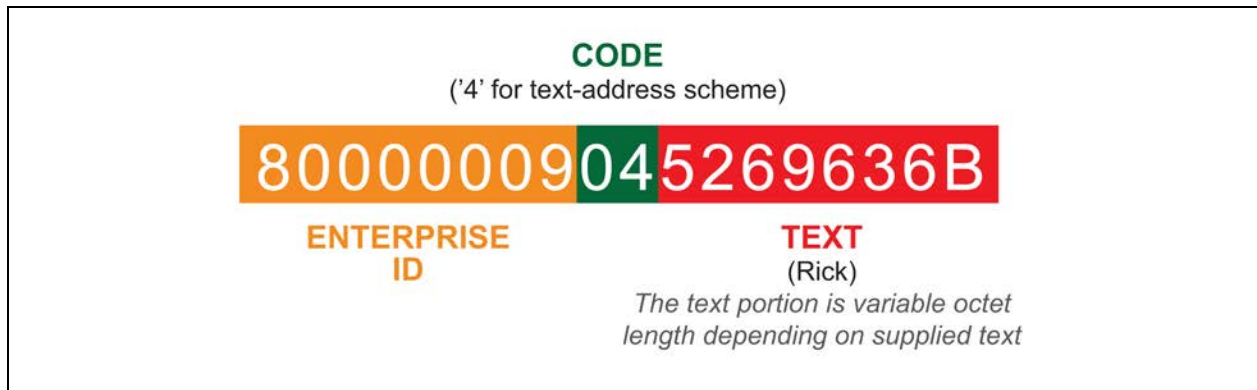 CODE
('4' for text-address scheme)
80000009045269636B
ENTERPRISE
ID
TEXT
(Rick)
The text portion is variable octet
length depending on supplied text